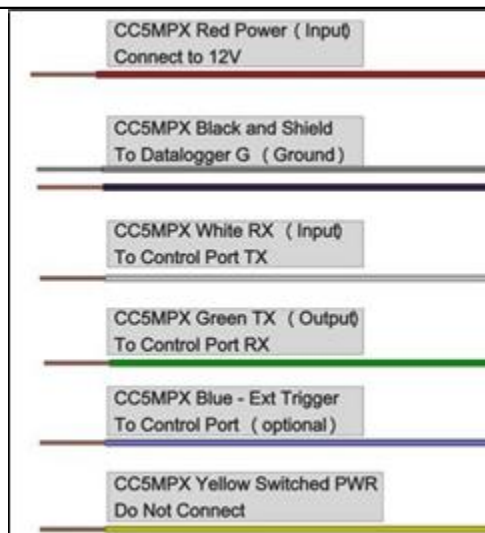 CC5MPX Red Power ( Input)
Connect to 12V
CC5MPX Black and Shield
To Datalogger G ( Ground )
CC5MPX White RX ( Input)
To Control Port TX
CC5MPX Green TX ( Output)
To Control Port RX
CC5MPX Blue - Ext Trigger
To Control Port ( optional )
CC5MPX Yellow Switched PWR
Do Not Connect